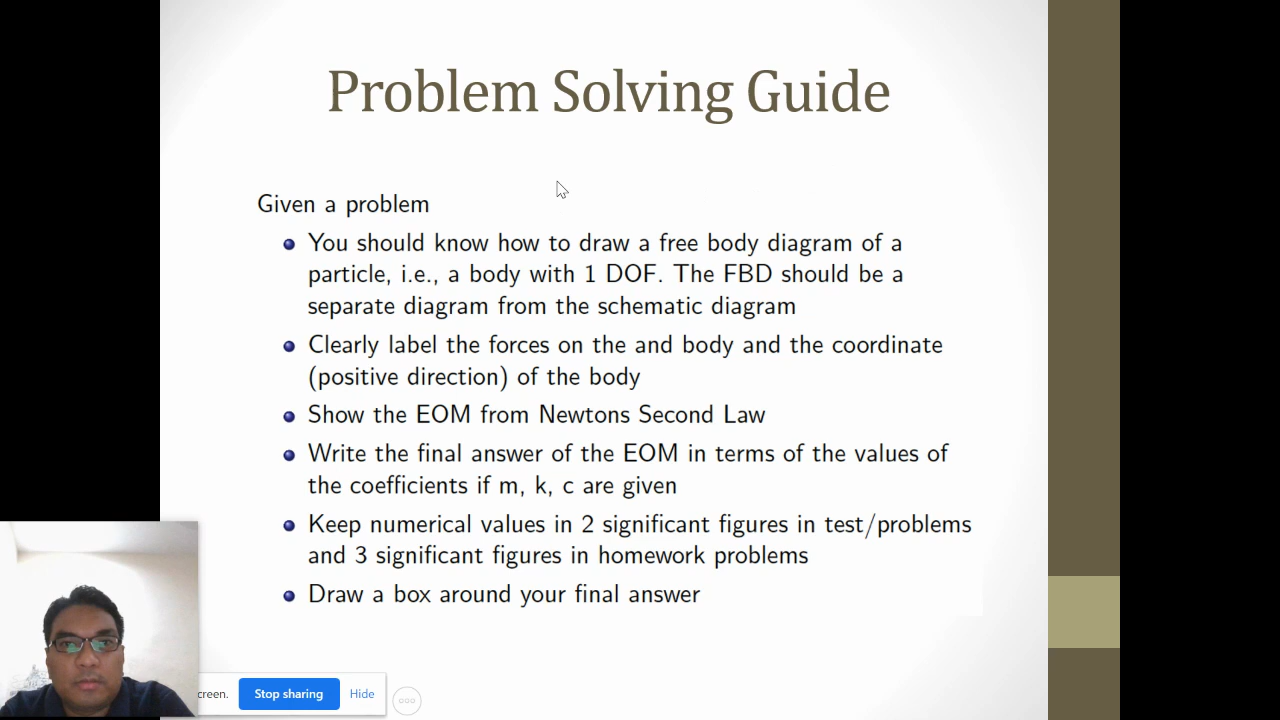 Problem Solving Guide
Given a problem
You should know how to draw a free body diagram of a
particle, i.e., a body with 1 DOF. The FBD should be a
separate diagram from the schematic diagram
Clearly label the forces on the and body and the coordinate
(positive direction) of the body
Show the EOM from Newtons Second Law
Write the final answer of the EOM in terms of the values of
the coefficients if m, k, c are given
Keep numerical values in 2 significant figures in test/problems
and 3 significant figures in homework problems
Draw a box around your final answer
creen. Stop sharing Hide